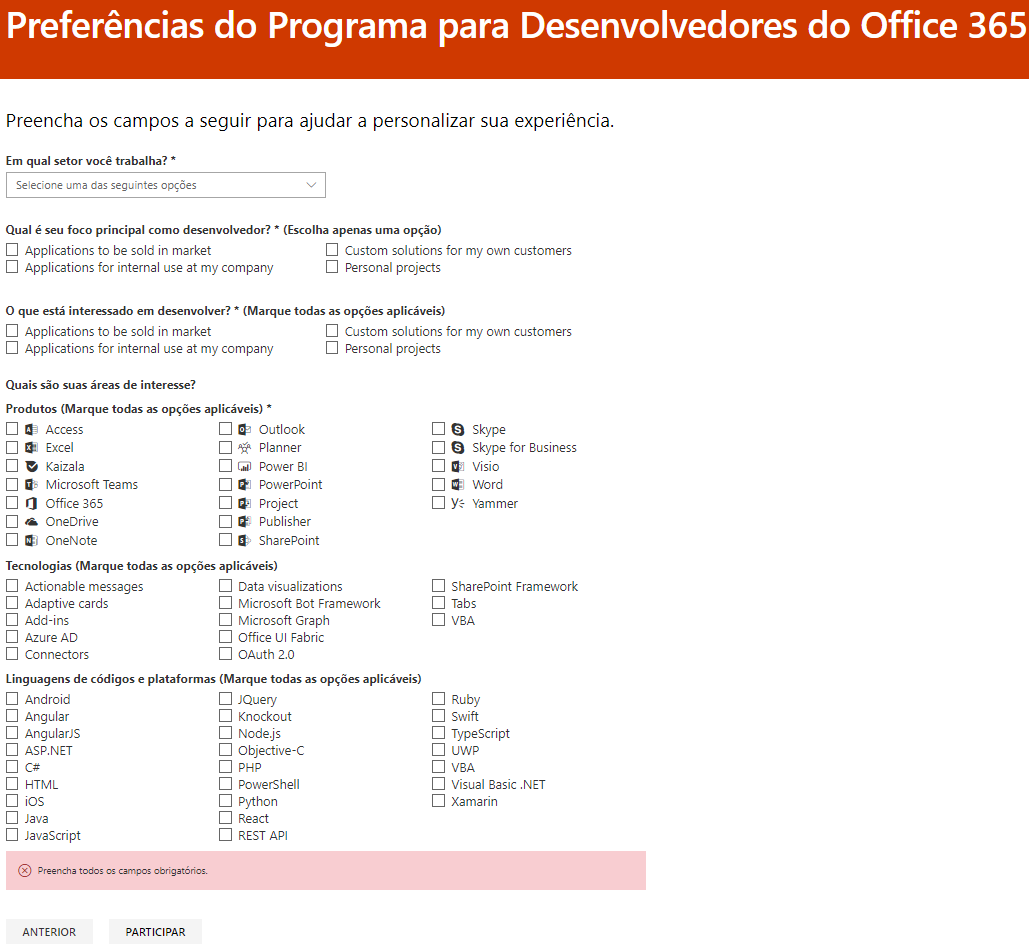 Preferências do Programa para Desenvolvedores do Office 365
Preencha os campos a seguir para ajudar a personalizar sua experiência.
Em qual setor você trabalha? *
Selecione uma das seguintes opções
Qual é seu foco principal como desenvolvedor? * (Escolha apenas uma opção)
Applications to be sold in market
Custom solutions for my own customers
Applications for internal use at my company
Personal projects
O que está interessado em desenvolver? * (Marque todas as opções aplicáveis)
Applications to be sold in market
Custom solutions for my own customers
Applications for internal use at my company
Personal projects
Quais são suas áreas de interesse?
Produtos (Marque todas as opções aplicáveis) *
Access
Excel
Kaizala
Microsoft Teams
Office 365
OneDrive
OneNote
Outlook
Planner
Power BI
PowerPoint
Project
Publisher
SharePoint
Skype
Skype for Business
Visio
Word
Yammer
Tecnologias (Marque todas as opções aplicáveis)
Actionable messages
Adaptive cards
Add-ins
Azure AD
Connectors
Data visualizations
Microsoft Bot Framework
Microsoft Graph
Office UI Fabric
OAuth 2.0
SharePoint Framework
Tabs
VBA
Linguagens de códigos e plataformas (Marque todas as opções aplicáveis)
Android
Angular
AngularJS
ASP.NET
C#
HTML
iOS
Java
JavaScript
JQuery
Knockout
Node.js
Objective-C
PHP
PowerShell
Python
React
REST API
Ruby
Swift
TypeScript
UWP
VBA
Visual Basic .NET
Xamarin
Preencha todos os campos obrigatórios.
ANTERIOR
PARTICIPAR